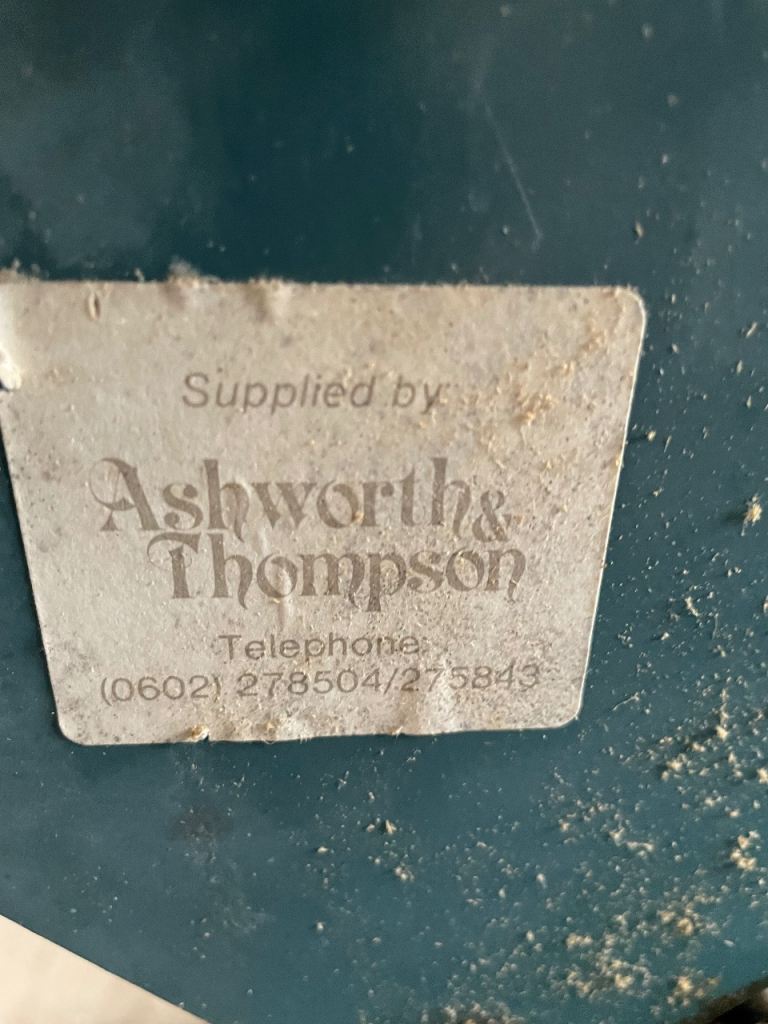 Supplied by:
Ashworth &
Thompson
Telephone:
(0602) 278504/275843